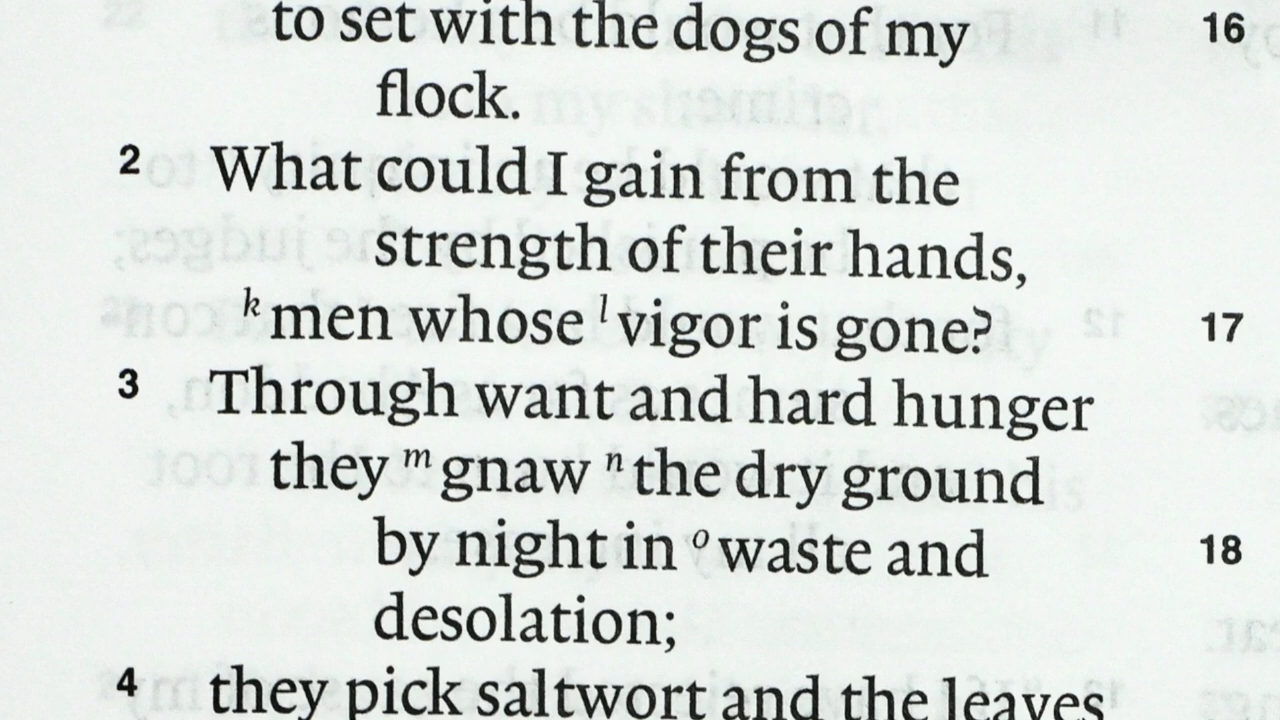 to set with the dogs of my
flock.
2 What could I gain from the
strength of their hands,
k men whose l vigor is gone?
3 Through want and hard hunger
they m gnaw n the dry ground
by night in o waste and
desolation;
4 they pick saltwort and the leaves
16
17
18